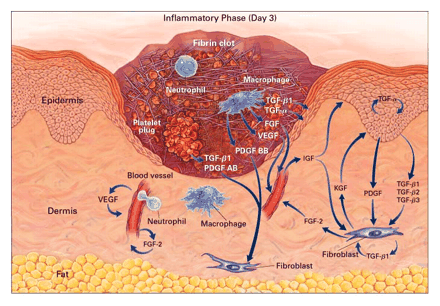 Inflammatory Phase (Day 3)
Fibrin clot
Macrophage
Neutrophil
Epidermis
TGF-β1
TGF-α
FGF
VEGF
TGF-α
Platelet
plug
PDGF BB
TGF-β1
PDGF AB
IGF
Blood vessel
VEGF
KGF
PDGF
TGF-β1
TGF-β2
TGF-β3
Dermis
Neutrophil
Macrophage
FGF-2
FGF-2
Fibroblast
TGF-β1
Fibroblast
Fat